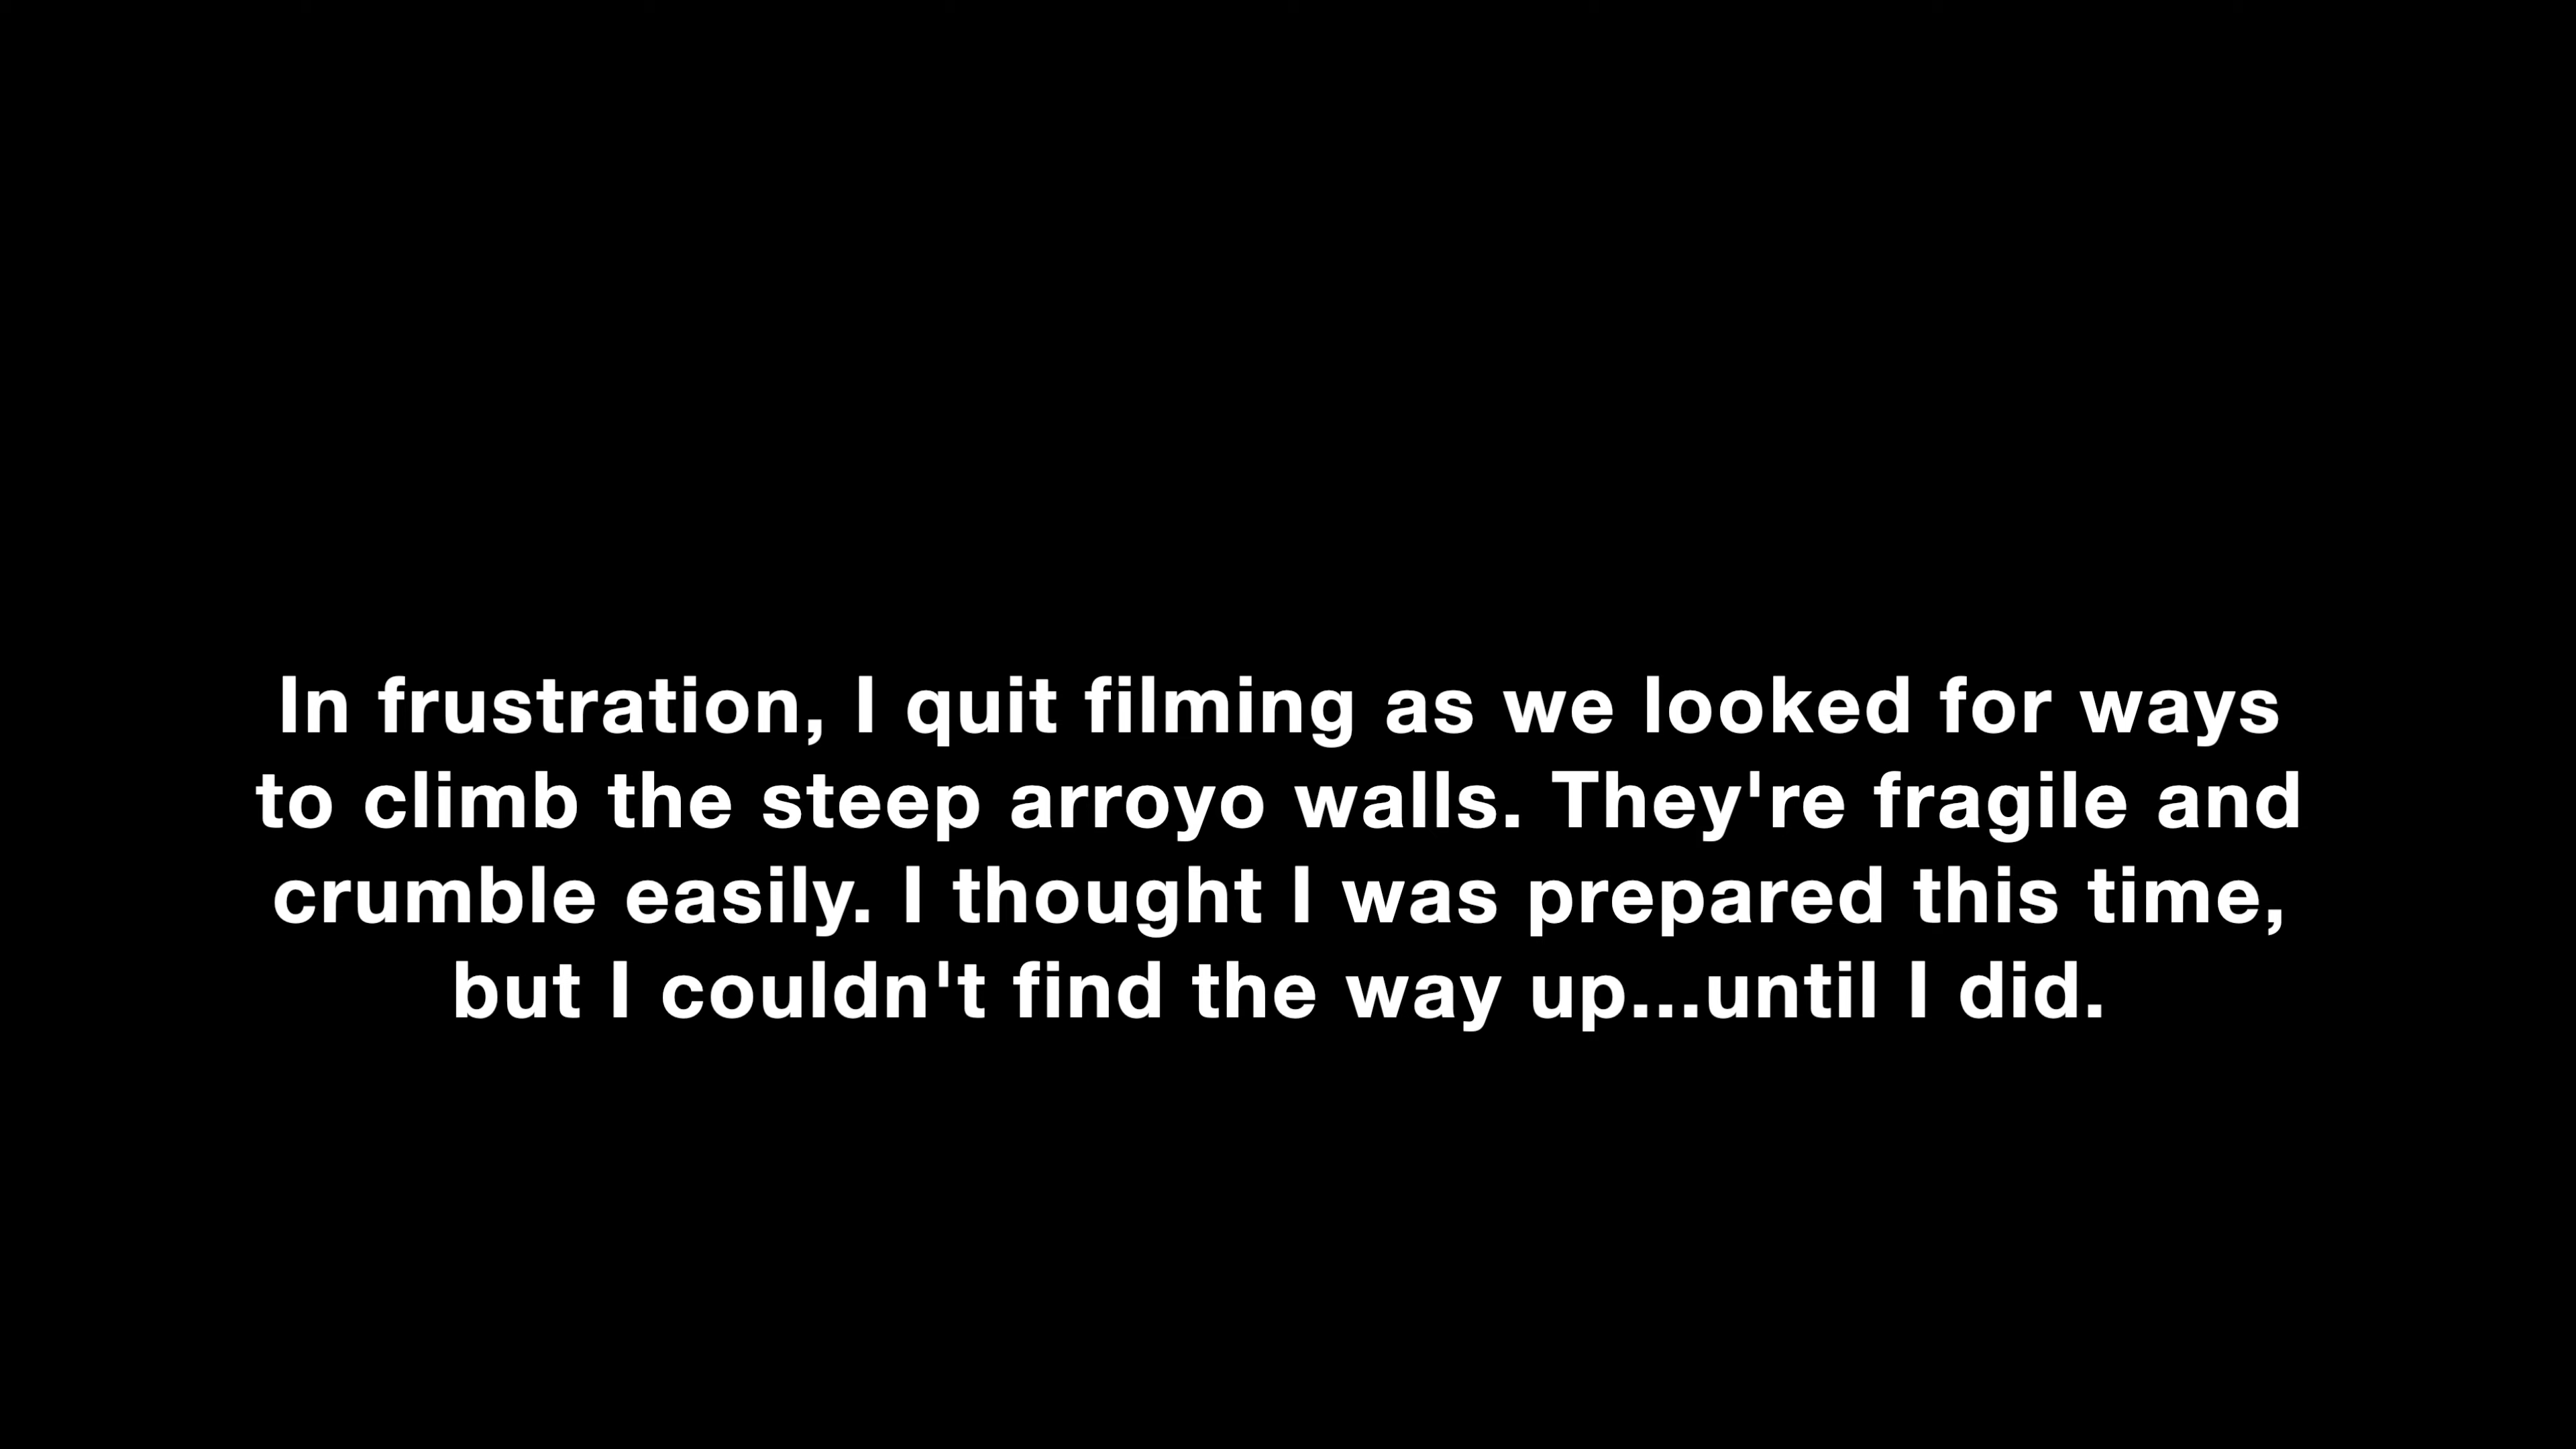 In frustration, I quit filming as we looked for ways
to climb the steep arroyo walls. They're fragile and
crumble easily. I thought I was prepared this time,
but I couldn't find the way up...until I did.